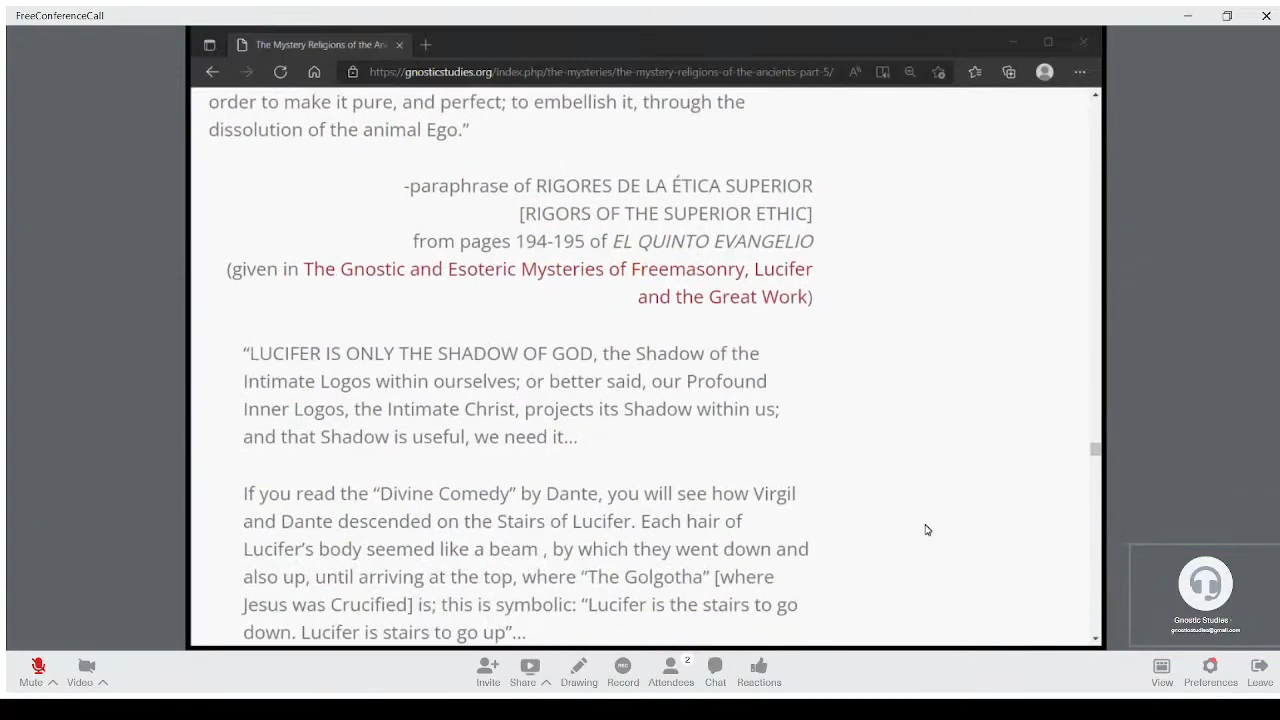 FreeConferenceCall
The Mystery Religions of the An
https://gnosticstudies.org/index.php/the-mysteries/the-mystery-religions-of-the-ancients-part-5/
order to make it pure, and perfect; to embellish it, through the
dissolution of the animal Ego.”
-paraphrase of RIGORES DE LA ÉTICA SUPERIOR
[RIGORS OF THE SUPERIOR ETHIC]
from pages 194-195 of EL QUINTO EVANGELIO
(given in The Gnostic and Esoteric Mysteries of Freemasonry, Lucifer
and the Great Work)
“LUCIFER IS ONLY THE SHADOW OF GOD, the Shadow of the
Intimate Logos within ourselves; or better said, our Profound
Inner Logos, the Intimate Christ, projects its Shadow within us;
and that Shadow is useful, we need it…
If you read the “Divine Comedy” by Dante, you will see how Virgil
and Dante descended on the Stairs of Lucifer. Each hair of
Lucifer’s body seemed like a beam , by which they went down and
also up, until arriving at the top, where “The Golgotha” [where
Jesus was Crucified] is; this is symbolic: “Lucifer is the stairs to go
down. Lucifer is stairs to go up”…
Gnostic Studies -
gnosticstudies@gmail.com
Mute Video Invite Share Drawing REC Record 2 Attendees Chat Reactions View Preferences Leave